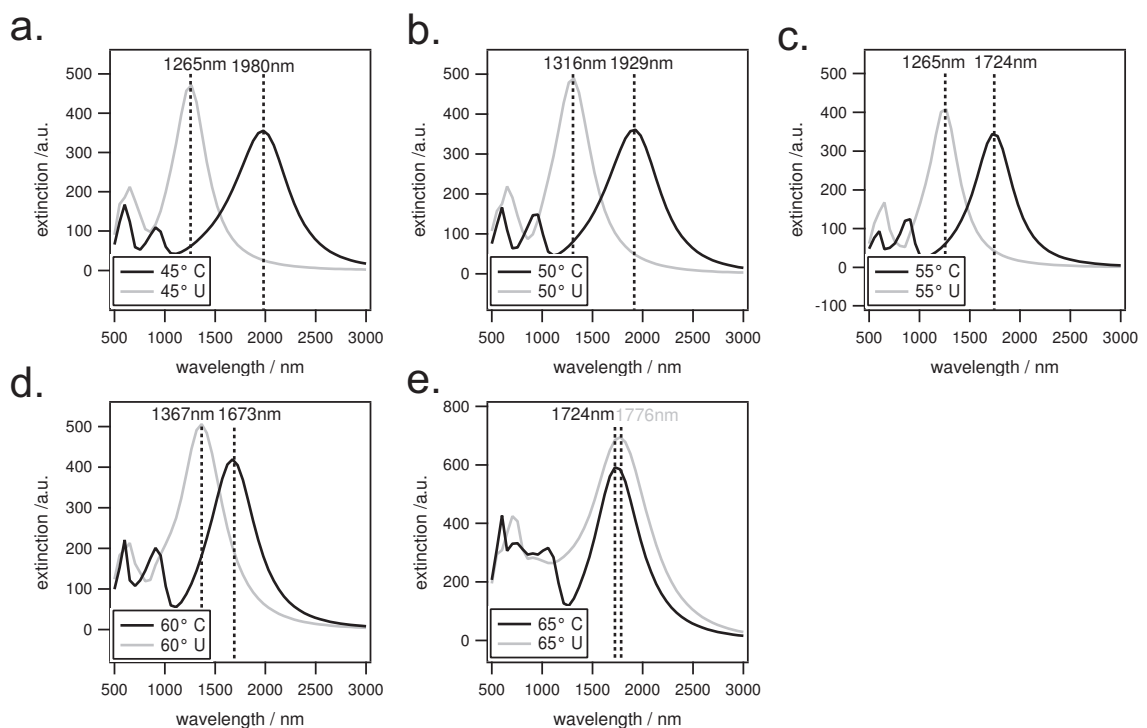 a.
1265nm 1980nm
500
400
300
200
100
0
extinction /a.u.
45° C
45° U
500 1000 1500 2000 2500 3000
wavelength / nm
b.
1316nm 1929nm
500
400
300
200
100
0
extinction /a.u.
50° C
50° U
500 1000 1500 2000 2500 3000
wavelength / nm
c.
1265nm 1724nm
500
400
300
200
100
0
-100
extinction /a.u.
55° C
55° U
500 1000 1500 2000 2500 3000
wavelength / nm
d.
1367nm 1673nm
500
400
300
200
100
0
extinction /a.u.
60° C
60° U
500 1000 1500 2000 2500 3000
wavelength / nm
e.
1724nm 1776nm
800
600
400
200
0
extinction /a.u.
65° C
65° U
500 1000 1500 2000 2500 3000
wavelength / nm